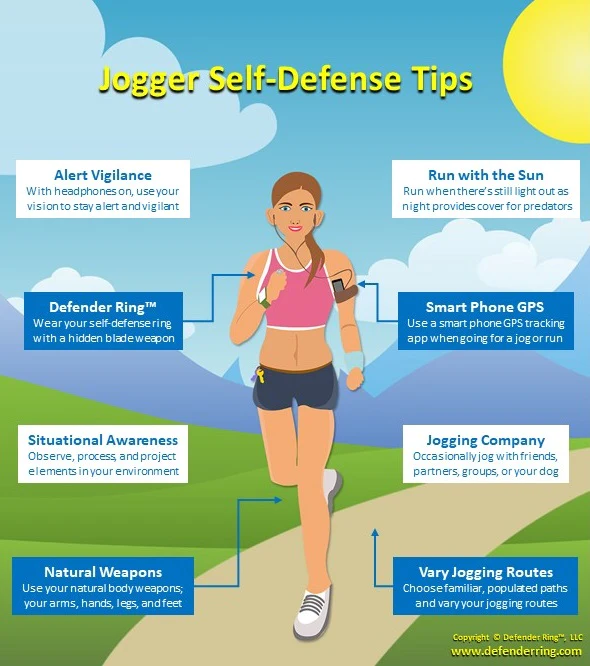 Jogger Self-Defense Tips
Alert Vigilance
With headphones on, use your
vision to stay alert and vigilant
Run with the Sun
Run when there's still light out as
night provides cover for predators
Defender Ring™
Wear your self-defense ring
with a hidden blade weapon
Smart Phone GPS
Use a smart phone GPS tracking
app when going for a jog or run
Situational Awareness
Observe, process, and project
elements in your environment
Jogging Company
Occasionally jog with friends,
partners, groups, or your dog
Natural Weapons
Use your natural body weapons;
your arms, hands, legs, and feet
Vary Jogging Routes
Choose familiar, populated paths
and vary your jogging routes
Copyright © Defender Ring™, LLC
www.defenderring.com